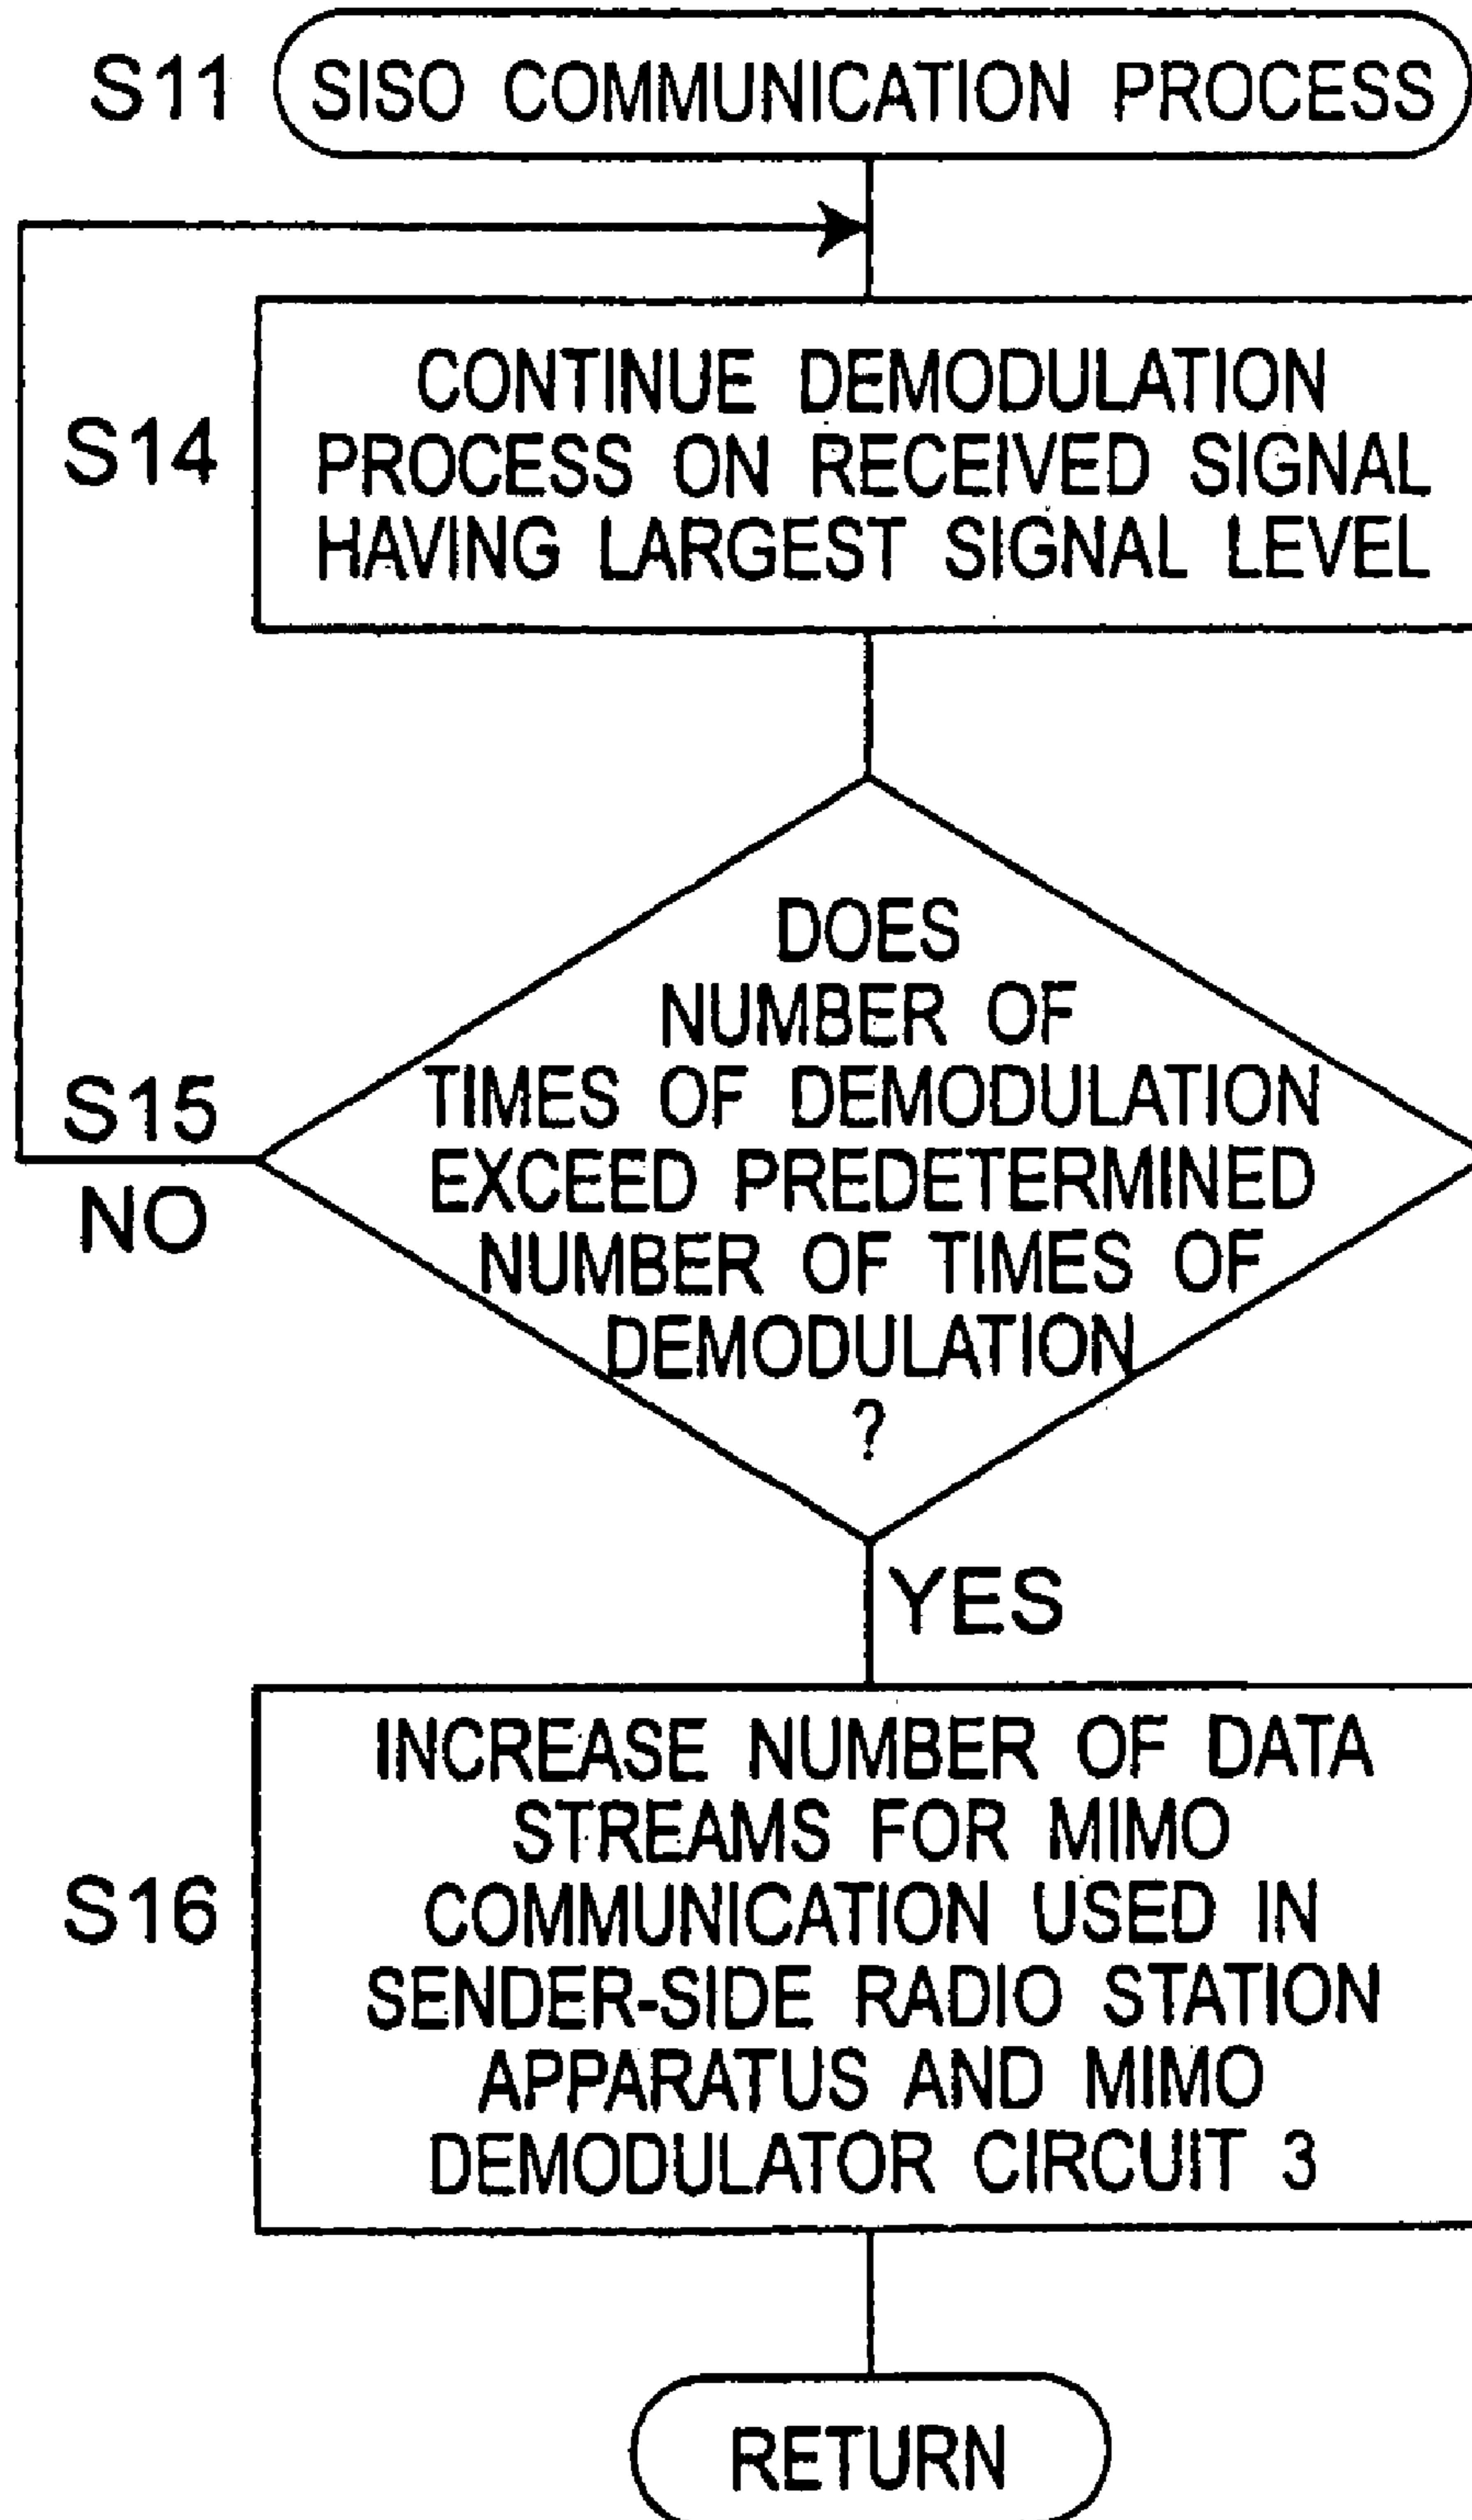 S11 SISO COMMUNICATION PROCESS
CONTINUE DEMODULATION
S14 PROCESS ON RECEIVED SIGNAL
HAVING LARGEST SIGNAL LEVEL
DOES
NUMBER OF
S15 TIMES OF DEMODULATION
EXCEED PREDETERMINED
NO
NUMBER OF TIMES OF
DEMODULATION
?
YES
INCREASE NUMBER OF DATA
STREAMS FOR MIMO
S16 COMMUNICATION USED IN
SENDER-SIDE RADIO STATION
APPARATUS AND MIMO
DEMODULATOR CIRCUIT 3
RETURN